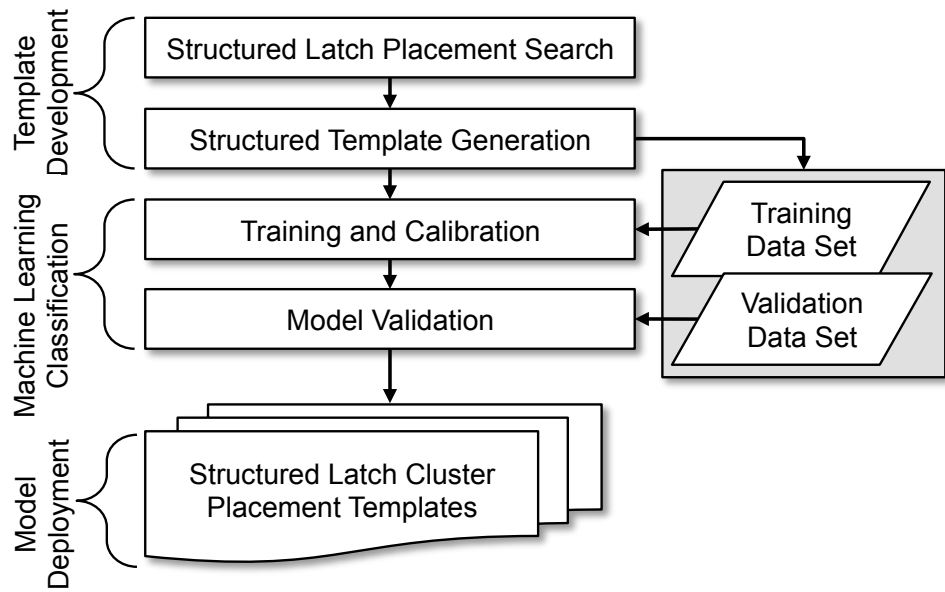 Template
Development
Structured Latch Placement Search
Structured Template Generation
Machine Learning
Classification
Training and Calibration
Model Validation
Training
Data Set
Validation
Data Set
Model
Deployment
Structured Latch Cluster
Placement Templates